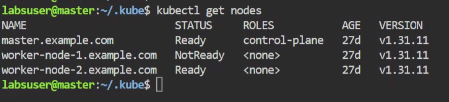 labsuser@master:~/.kube$ kubectl get nodes
NAME STATUS ROLES AGE VERSION
master.example.com Ready control-plane 27d v1.31.11
worker-node-1.example.com NotReady <none> 27d v1.31.11
worker-node-2.example.com Ready <none> 27d v1.31.11
labsuser@master:~/.kube$